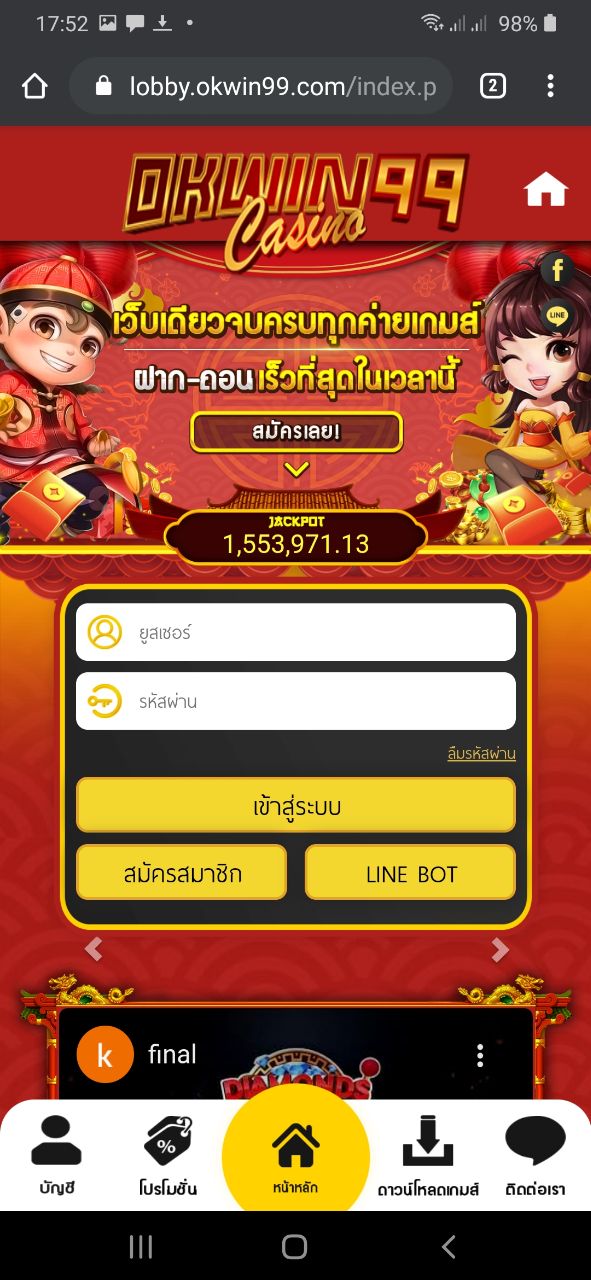 17:52
98%
lobby.okwin99.com/index.p
2
OKWIN99
Casino
f
เว็บเดียวจบครบทุกค่ายเกมส์
LINE
ฝาก-ถอนเร็วที่สุดในเวลานี้
สมัครเลย!
JACKPOT
1,553,971.13
ยูสเซอร์
รหัสผ่าน
ลืมรหัสผ่าน
เข้าสู่ระบบ
สมัครสมาชิก
LINE BOT
k
final
DIAMONDS
%
บัญชี
โปรโมชั่น
หน้าหลัก
ดาวน์โหลดเกมส์
ติดต่อเรา